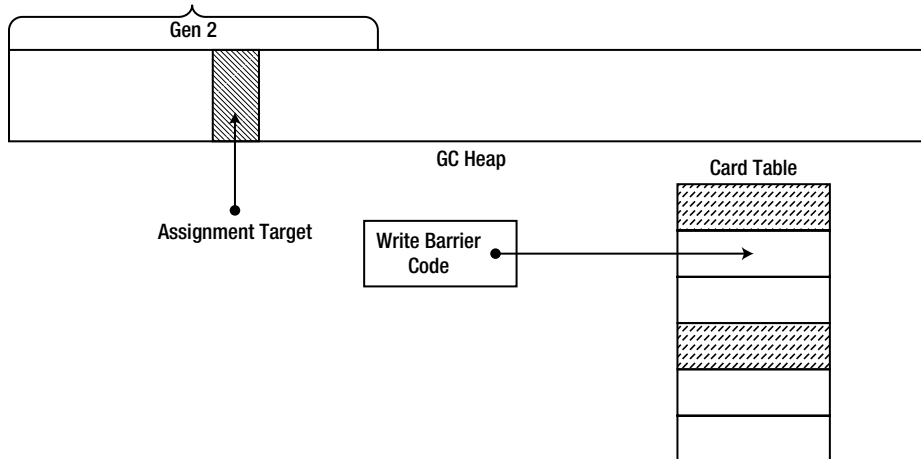 Gen 2
GC Heap
Card Table
Assignment Target
Write Barrier
Code